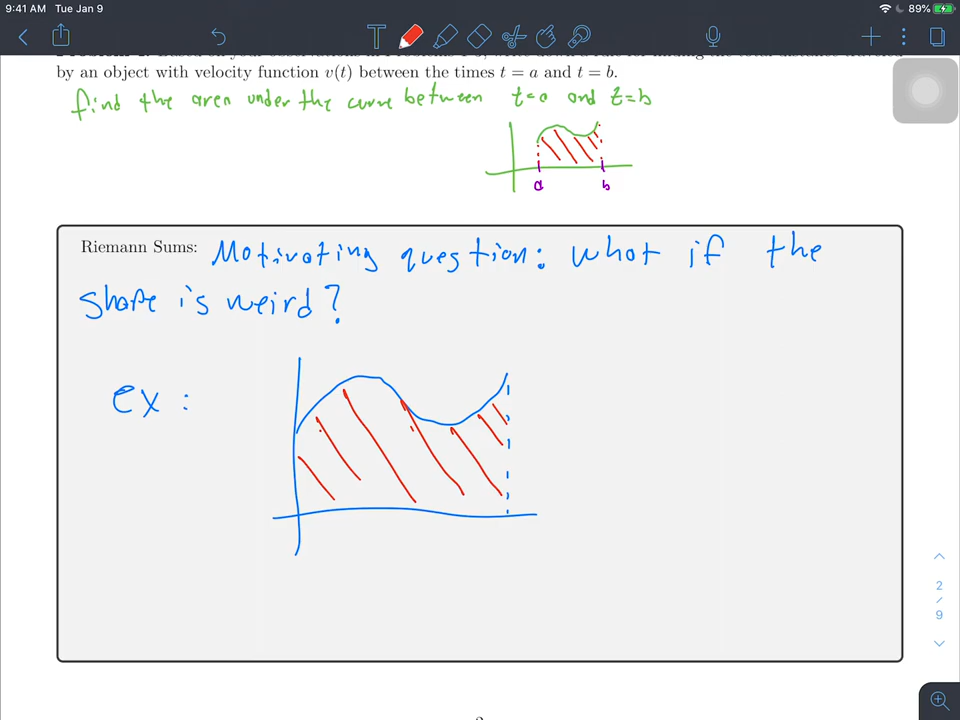 9:41 AM Tue Jan 9
89%
by an object with velocity function v(t) between the times t = a and t = b.
find the area under the curve between t=a and t=b
a b
Riemann Sums: Motivating question: what if the
shape is weird?
ex:
2
/
9